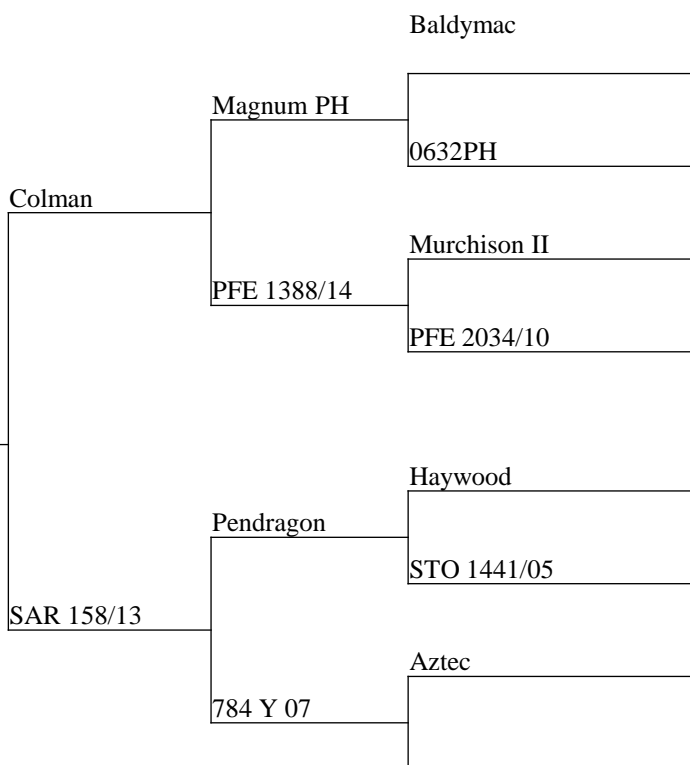 Baldymac
Magnum PH
0632PH
Colman
Murchison II
PFE 1388/14
PFE 2034/10
Haywood
Pendragon
STO 1441/05
SAR 158/13
Aztec
784 Y 07